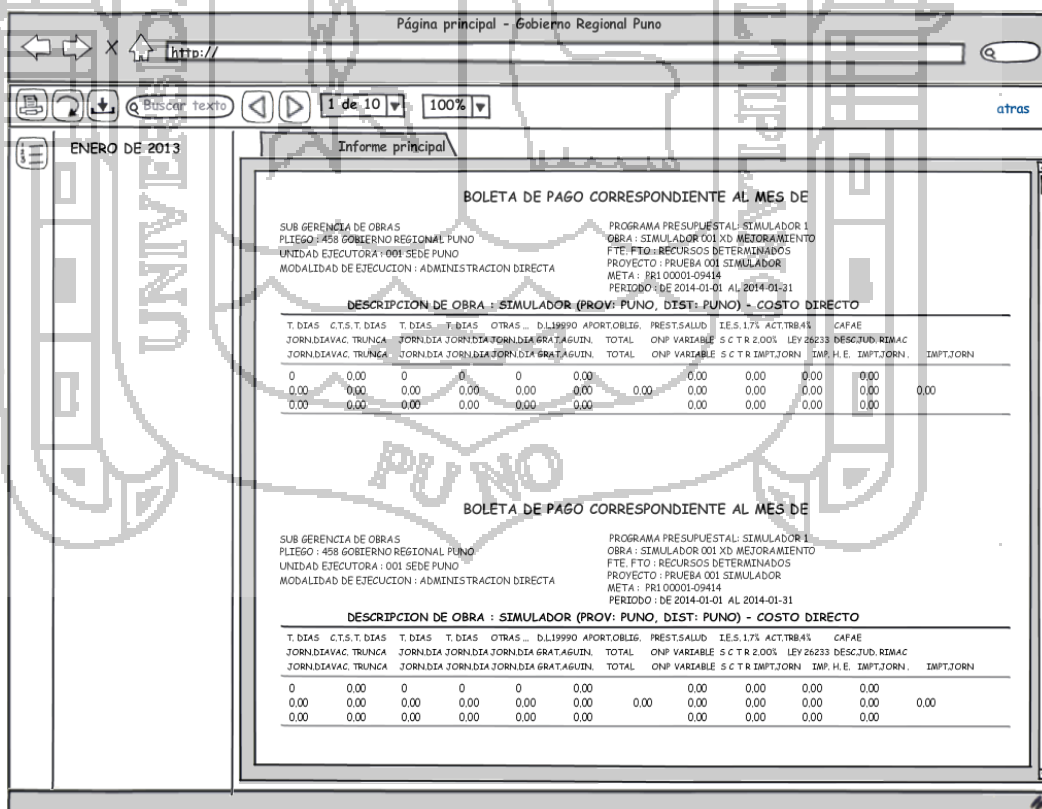 Página principal - Gobierno Regional Puno
X http://
Buscar texto 1 de 10 100% atras
ENERO DE 2013
Informe principal
BOLETA DE PAGO CORRESPONDIENTE AL MES DE
SUB GERENCIA DE OBRAS
PLIEGO : 458 GOBIERNO REGIONAL PUNO
UNIDAD EJECUTORA : 001 SEDE PUNO
MODALIDAD DE EJECUCION : ADMINISTRACION DIRECTA
PROGRAMA PRESUPUESTAL: SIMULADOR 1
OBRA : SIMULADOR 001 XD MEJORAMIENTO
FTE. FTO : RECURSOS DETERMINADOS
PROYECTO : PRUEBA 001 SIMULADOR
META : PR1 00001-09414
PERIODO : DE 2014-01-01 AL 2014-01-31
DESCRIPCION DE OBRA : SIMULADOR (PROV: PUNO, DIST: PUNO) - COSTO DIRECTO
T. DIAS C.T.S. T. DIAS T. DIAS T. DIAS OTRAS ... D.L.19990 APORT.OBLIG. PREST.SALUD I.E.S. 1,7% ACT.TRB.4% CAFAE
JORN.DIAVAC. TRUNCA JORN.DIA JORN.DIA JORN.DIA GRAT.AGUIN. TOTAL ONP VARIABLE S C T R 2,00% LEY 26233 DESC.JUD. RIMAC
JORN.DIAVAC. TRUNCA JORN.DIA JORN.DIA JORN.DIA GRAT.AGUIN. TOTAL ONP VARIABLE S C T R IMPT.JORN IMP. H. E. IMPT.JORN . IMPT.JORN
0 0,00 0 0 0 0,00 0,00 0,00 0,00 0,00
0,00 0,00 0,00 0,00 0,00 0,00 0,00 0,00 0,00 0,00 0,00 0,00
0,00 0,00 0,00 0,00 0,00 0,00 0,00 0,00 0,00 0,00
BOLETA DE PAGO CORRESPONDIENTE AL MES DE
SUB GERENCIA DE OBRAS
PLIEGO : 458 GOBIERNO REGIONAL PUNO
UNIDAD EJECUTORA : 001 SEDE PUNO
MODALIDAD DE EJECUCION : ADMINISTRACION DIRECTA
PROGRAMA PRESUPUESTAL: SIMULADOR 1
OBRA : SIMULADOR 001 XD MEJORAMIENTO
FTE. FTO : RECURSOS DETERMINADOS
PROYECTO : PRUEBA 001 SIMULADOR
META : PR1 00001-09414
PERIODO : DE 2014-01-01 AL 2014-01-31
DESCRIPCION DE OBRA : SIMULADOR (PROV: PUNO, DIST: PUNO) - COSTO DIRECTO
T. DIAS C.T.S. T. DIAS T. DIAS T. DIAS OTRAS ... D.L.19990 APORT.OBLIG. PREST.SALUD I.E.S. 1,7% ACT.TRB.4% CAFAE
JORN.DIAVAC. TRUNCA JORN.DIA JORN.DIA JORN.DIA GRAT.AGUIN. TOTAL ONP VARIABLE S C T R 2,00% LEY 26233 DESC.JUD. RIMAC
JORN.DIAVAC. TRUNCA JORN.DIA JORN.DIA JORN.DIA GRAT.AGUIN. TOTAL ONP VARIABLE S C T R IMPT.JORN IMP. H. E. IMPT.JORN . IMPT.JORN
0 0,00 0 0 0 0,00 0,00 0,00 0,00 0,00
0,00 0,00 0,00 0,00 0,00 0,00 0,00 0,00 0,00 0,00 0,00 0,00
0,00 0,00 0,00 0,00 0,00 0,00 0,00 0,00 0,00 0,00
PUNO